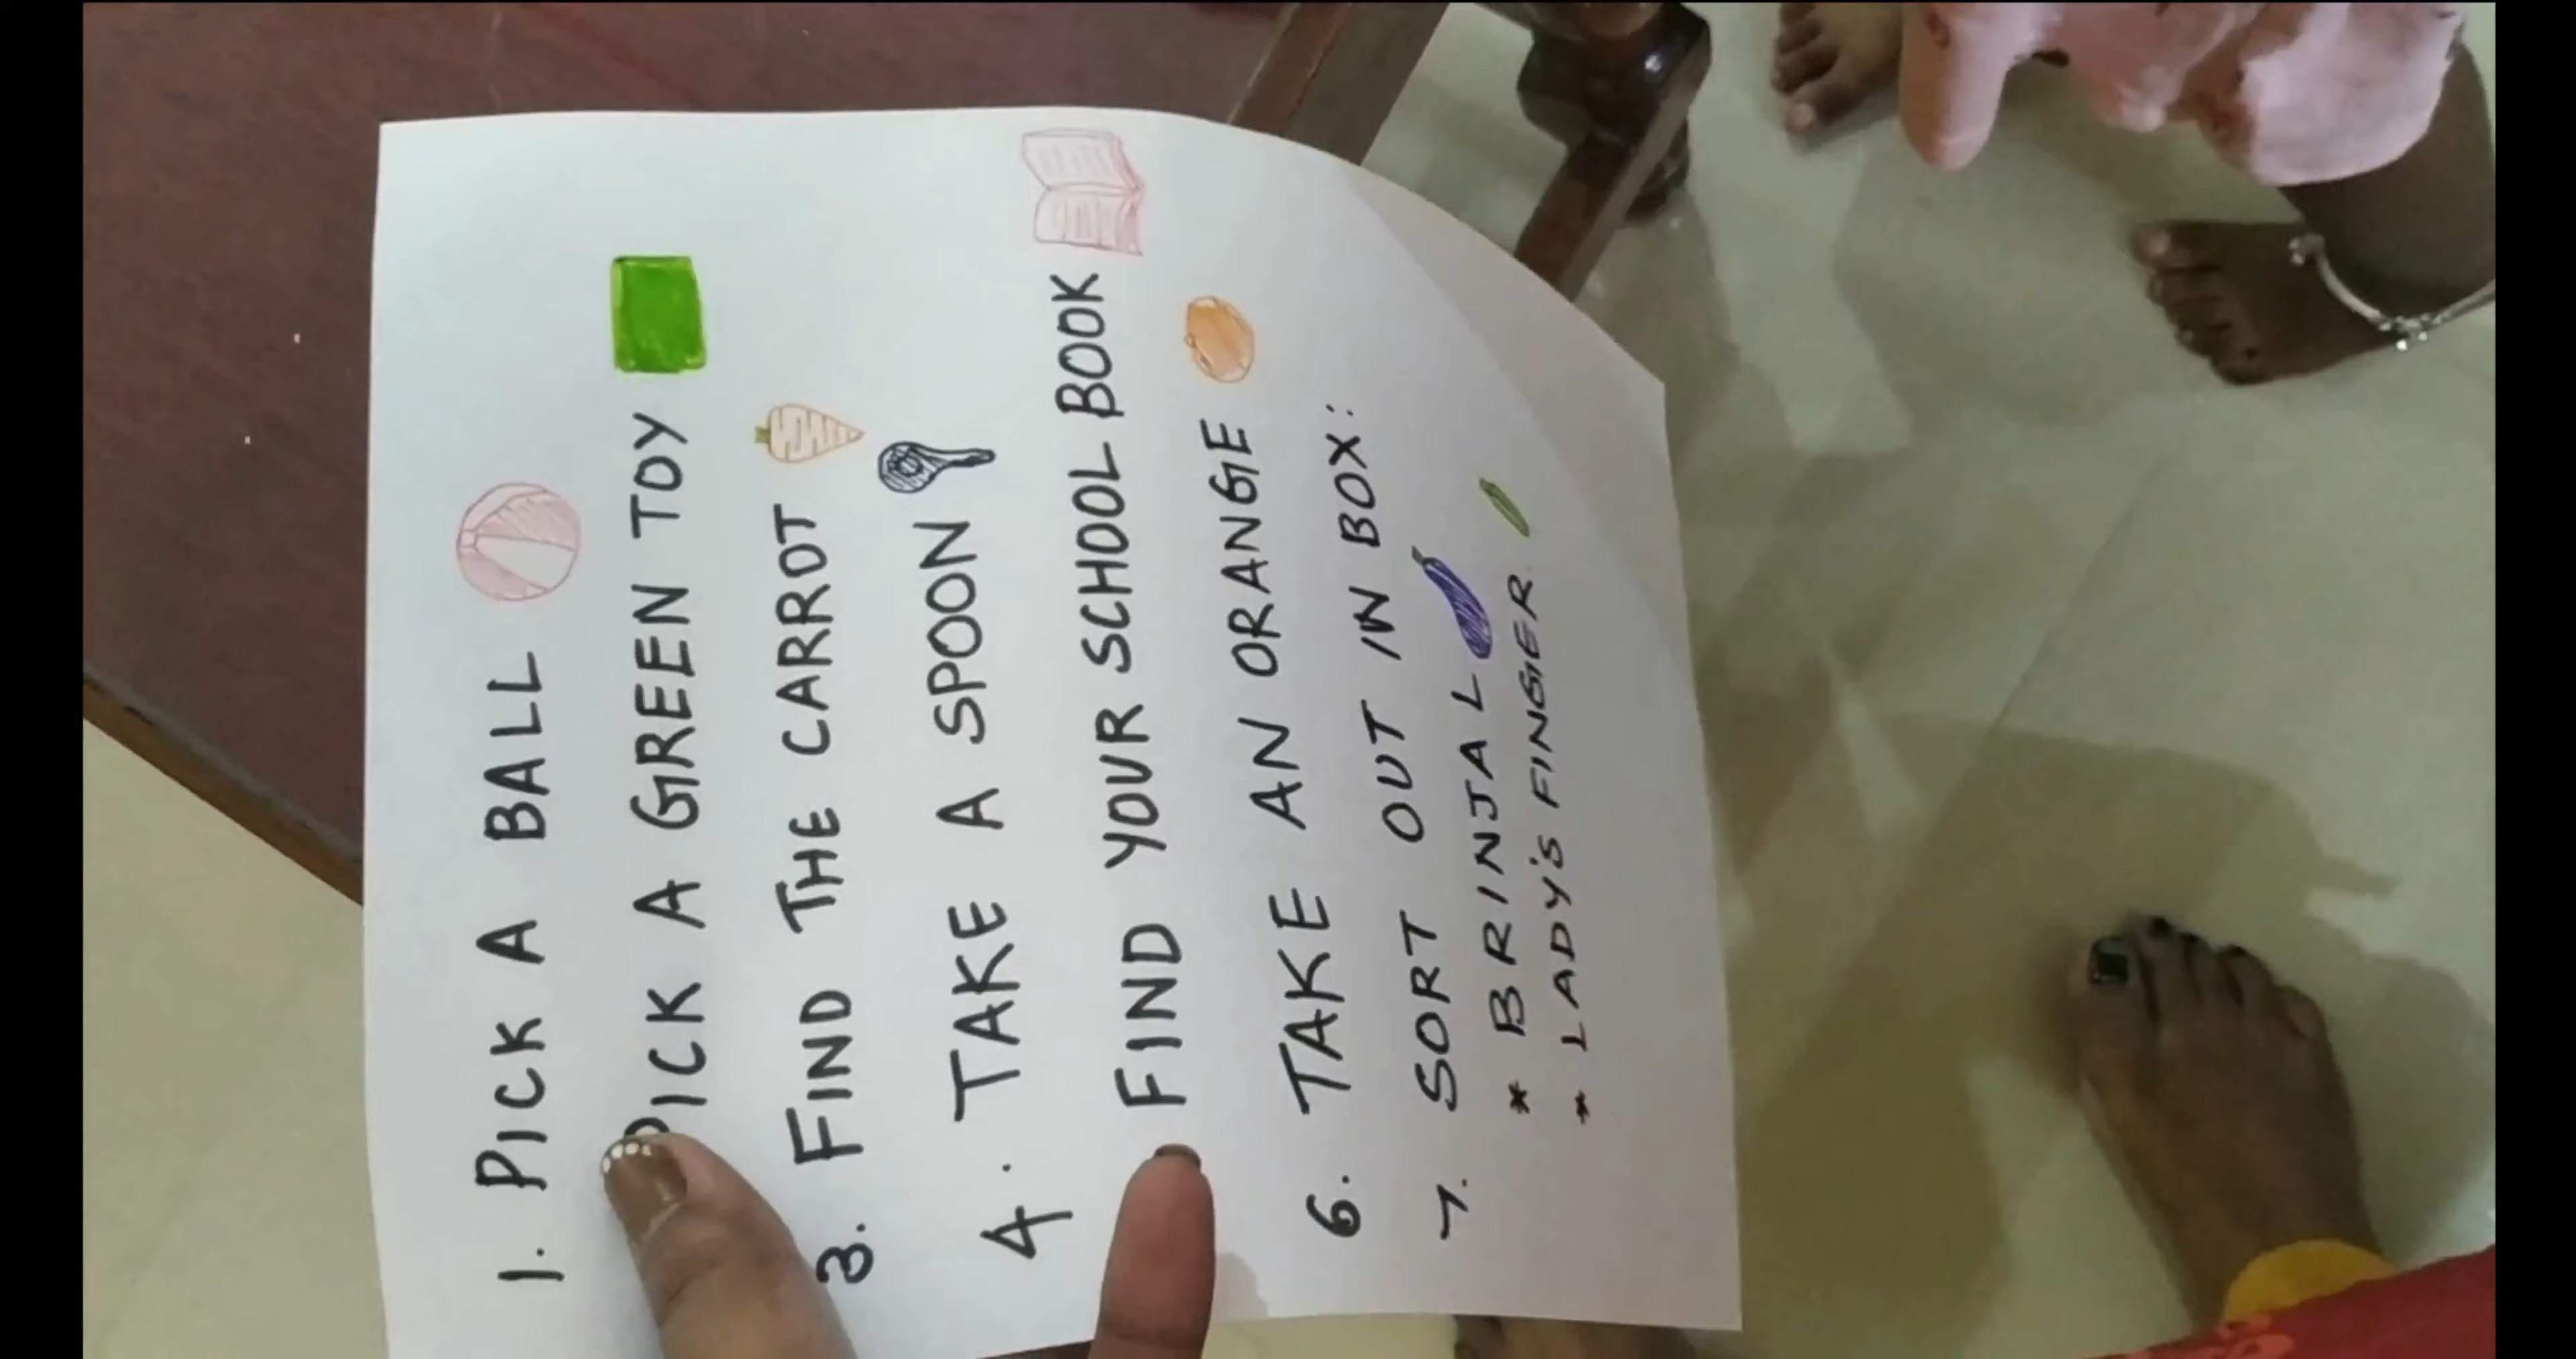 1. PICK A BALL
PICK A GREEN TOY
3. FIND THE CARROT
4. TAKE A SPOON
FIND YOUR SCHOOL BOOK
6. TAKE AN ORANGE
7. SORT OUT IN BOX:
* BRINJAL
* LADY'S FINGER